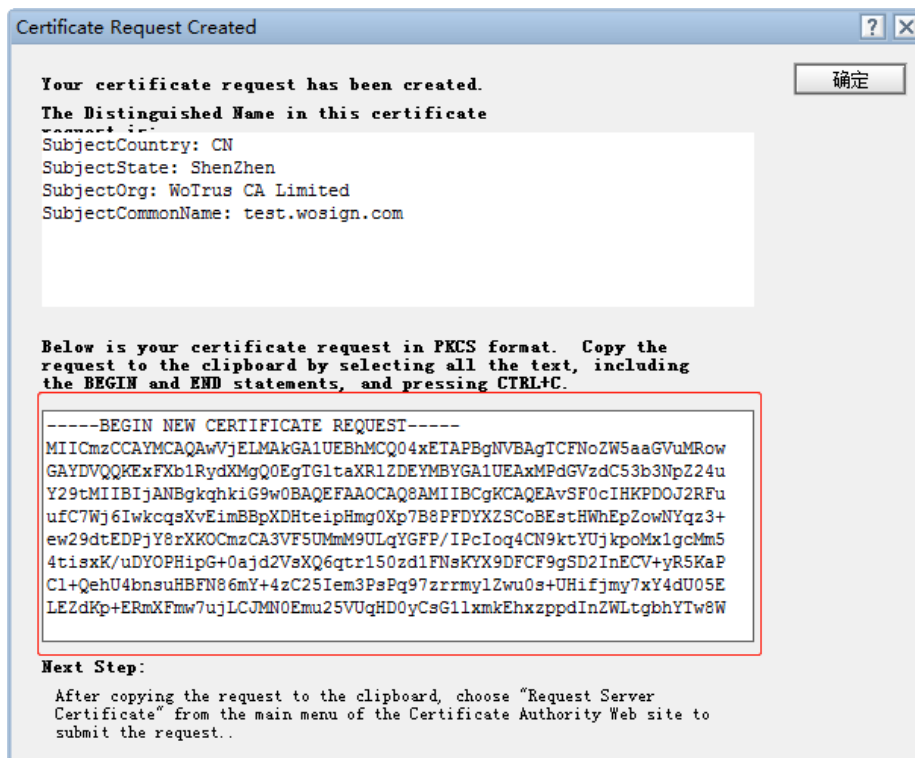 Certificate Request Created
确定
Your certificate request has been created.
The Distinguished Name in this certificate
request is:
SubjectCountry: CN
SubjectState: ShenZhen
SubjectOrg: WoTrus CA Limited
SubjectCommonName: test.wosign.com
Below is your certificate request in PKCS format. Copy the
request to the clipboard by selecting all the text, including
the BEGIN and END statements, and pressing CTRL+C.
-----BEGIN NEW CERTIFICATE REQUEST-----
MIICmzCCAYMCAQAwVjELMAkGA1UEBhMCQ04xETAPBgNVBAgTCFNoZW5aaGVuMRow
GAYDVQQKExFXb1RydXMgQ0EgTGltaXRlZDEYMBYGA1UEAxMPdGVzdC53b3NpZ24u
Y29tMIIBIjANBgkqhkiG9w0BAQEFAAOCAQ8AMIIBCgKCAQEAvSF0cIHKPDOJ2RFu
ufC7Wj6IwkcqsXvEimBBpXDHteipHmg0Xp7B8PFDYXZSCoBEstHWhEpZowNYqz3+
ew29dtEDPjY8rXKOCmzCA3VF5UMmM9ULqYGFP/IPcIoq4CN9ktYUjkpoMx1gcMm5
4tisxK/uDYOPHipG+0ajd2VsXQ6qtr150zd1FNsKYX9DFCF9gSD2InECV+yR5KaP
Cl+QehU4bnsuHBFN86mY+4zC25Iem3PsPq97zrrmylZwu0s+UHifjmy7xY4dU05E
LEZdKp+ERmXFmw7ujLCJMN0Emu25VUqHD0yCsG1lxmkEhxzppdInZWLtgbhYTw8W
Next Step:
After copying the request to the clipboard, choose "Request Server
Certificate" from the main menu of the Certificate Authority Web site to
submit the request..